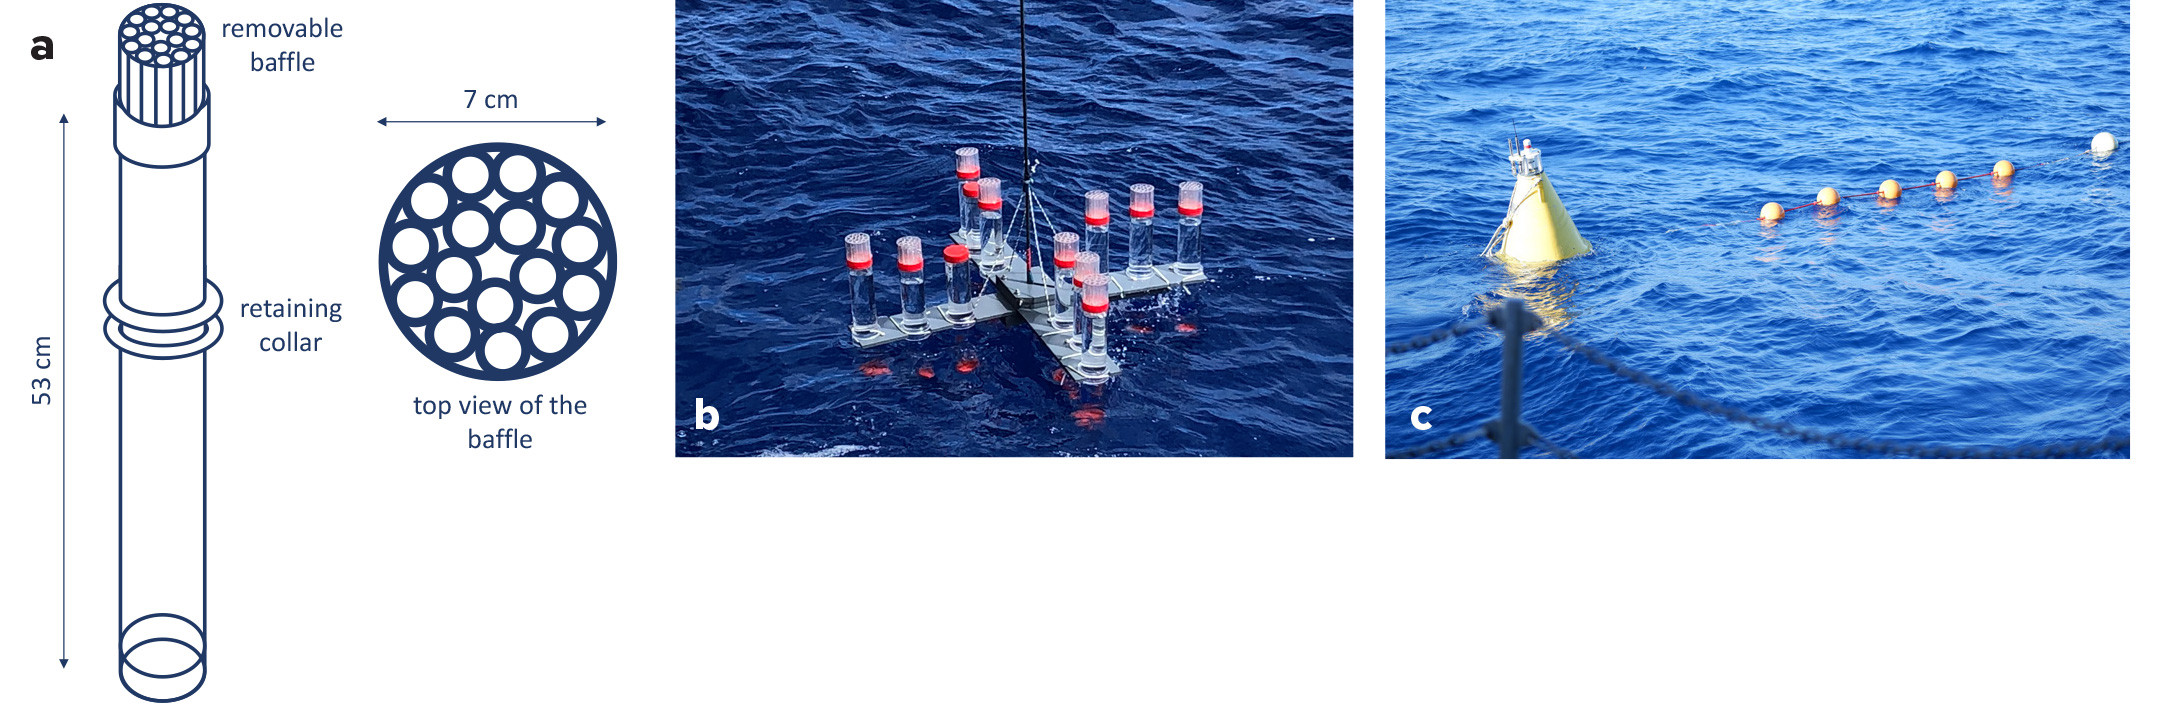 a
removable
baffle
53 cm
retaining
collar
7 cm
top view of the
baffle
b
c